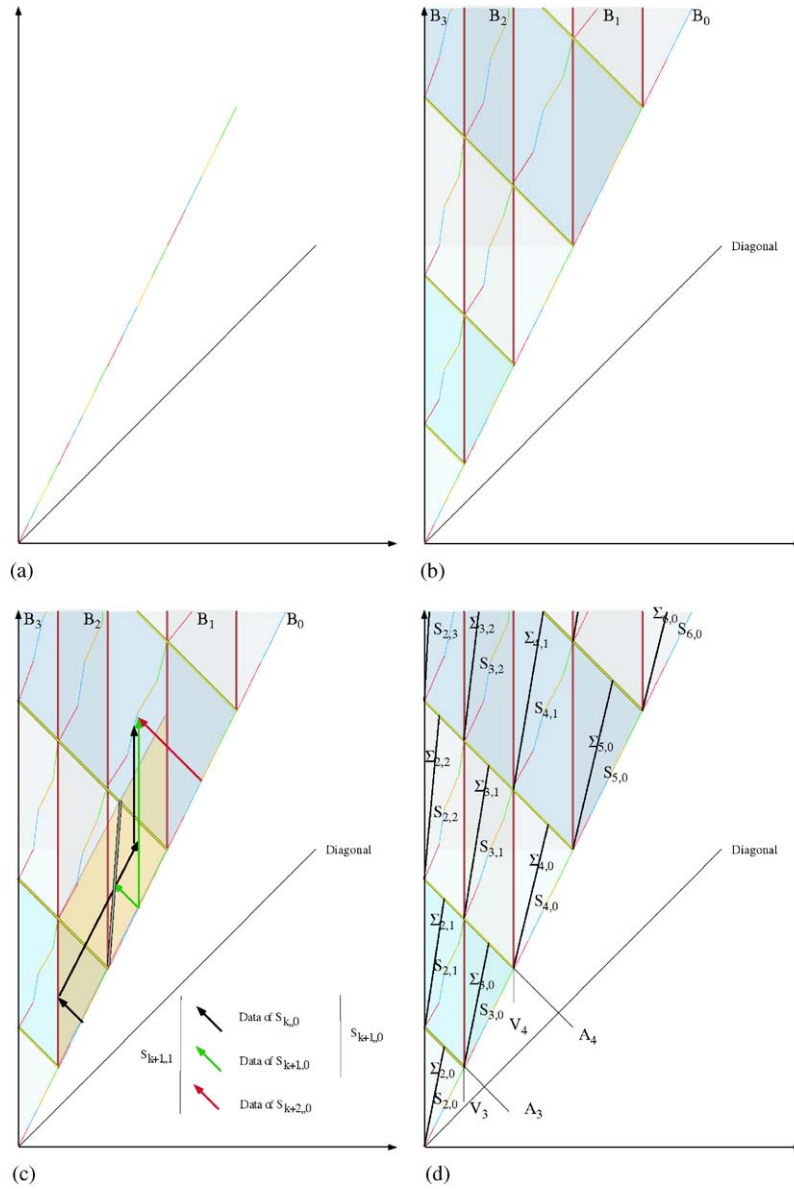 B3 B2 B1 B0
Diagonal
(a)
(b)
B3 B2 B1 B0
Diagonal
Sk+1,,1
Data of Sk,,0
Data of Sk+1,,0
Data of Sk+2,,0
Sk+1,,0
(c)
S2,3 Σ3,2 Σ4,1 Σ6,0
S3,2 S6,0
S4,1
Σ2,2 Σ5,0
S5,0
Σ3,1
S2,2
S3,1
Diagonal
Σ4,0
S4,0
Σ2,1
S2,1 Σ3,0
S3,0
V4
A4
Σ2,0
S2,0
V3 A3
(d)